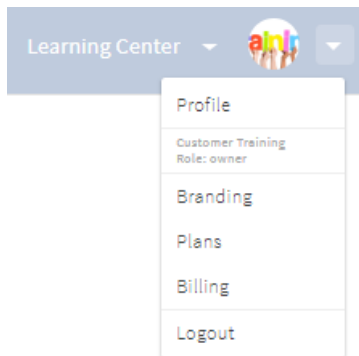 Learning Center
Profile
Customer Training
Role: owner
Branding
Plans
Billing
Logout